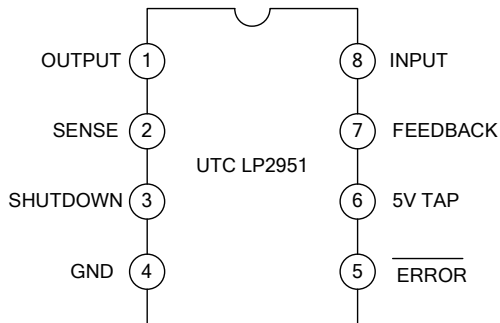 OUTPUT 1 8 INPUT
SENSE 2 7 FEEDBACK
UTC LP2951
SHUTDOWN 3 6 5V TAP
GND 4 5 ERROR